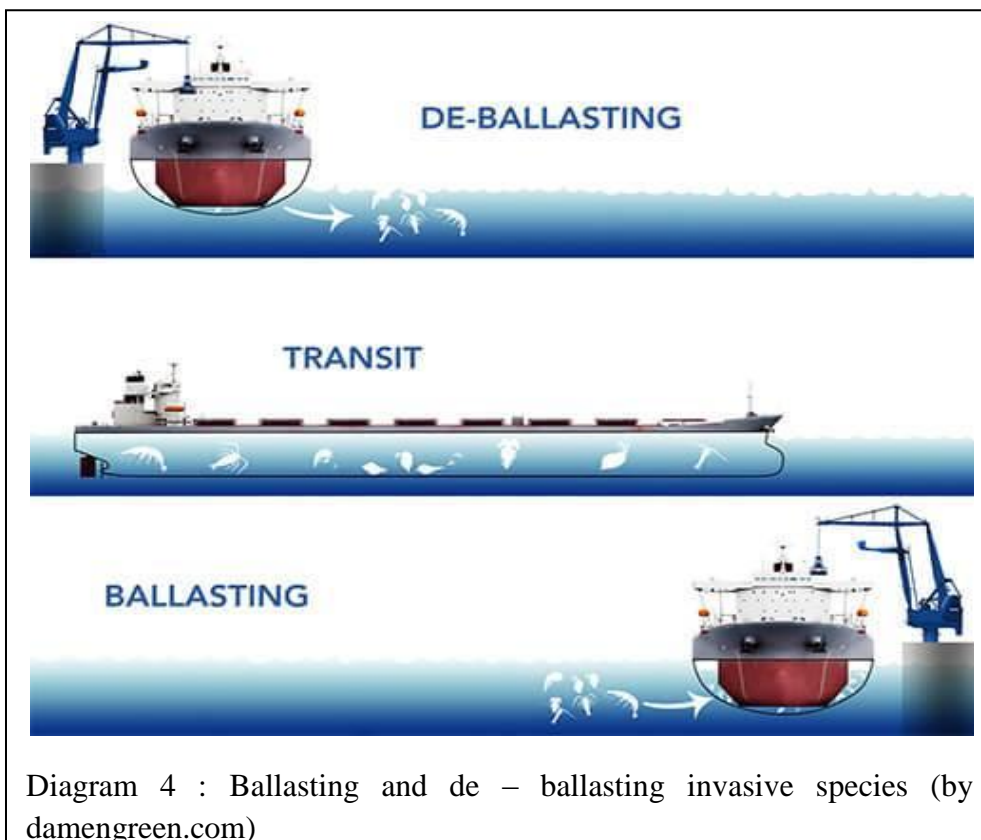 DE-BALLASTING
TRANSIT
BALLASTING
Diagram 4 : Ballasting and de – ballasting invasive species (by
damengreen.com)